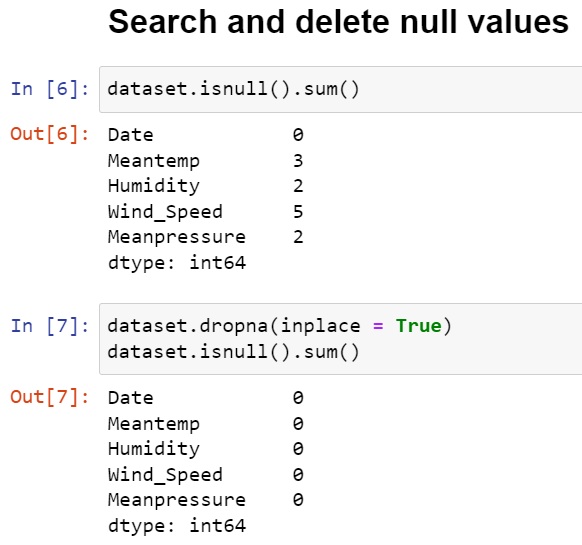 Search and delete null values
In [6]: dataset.isnull().sum()
Out[6]: Date 0
Meantemp 3
Humidity 2
Wind_Speed 5
Meanpressure 2
dtype: int64
In [7]: dataset.dropna(inplace = True)
dataset.isnull().sum()
Out[7]: Date 0
Meantemp 0
Humidity 0
Wind_Speed 0
Meanpressure 0
dtype: int64